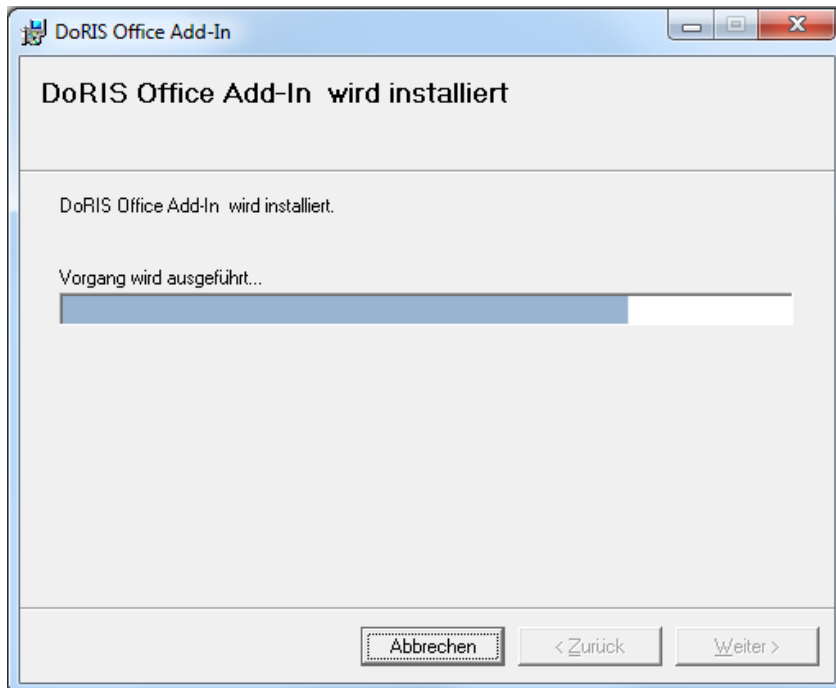 DoRIS Office Add-In
DoRIS Office Add-In  wird installiert
DoRIS Office Add-In  wird installiert.
Vorgang wird ausgeführt...
Abbrechen
< Zurück
Weiter >